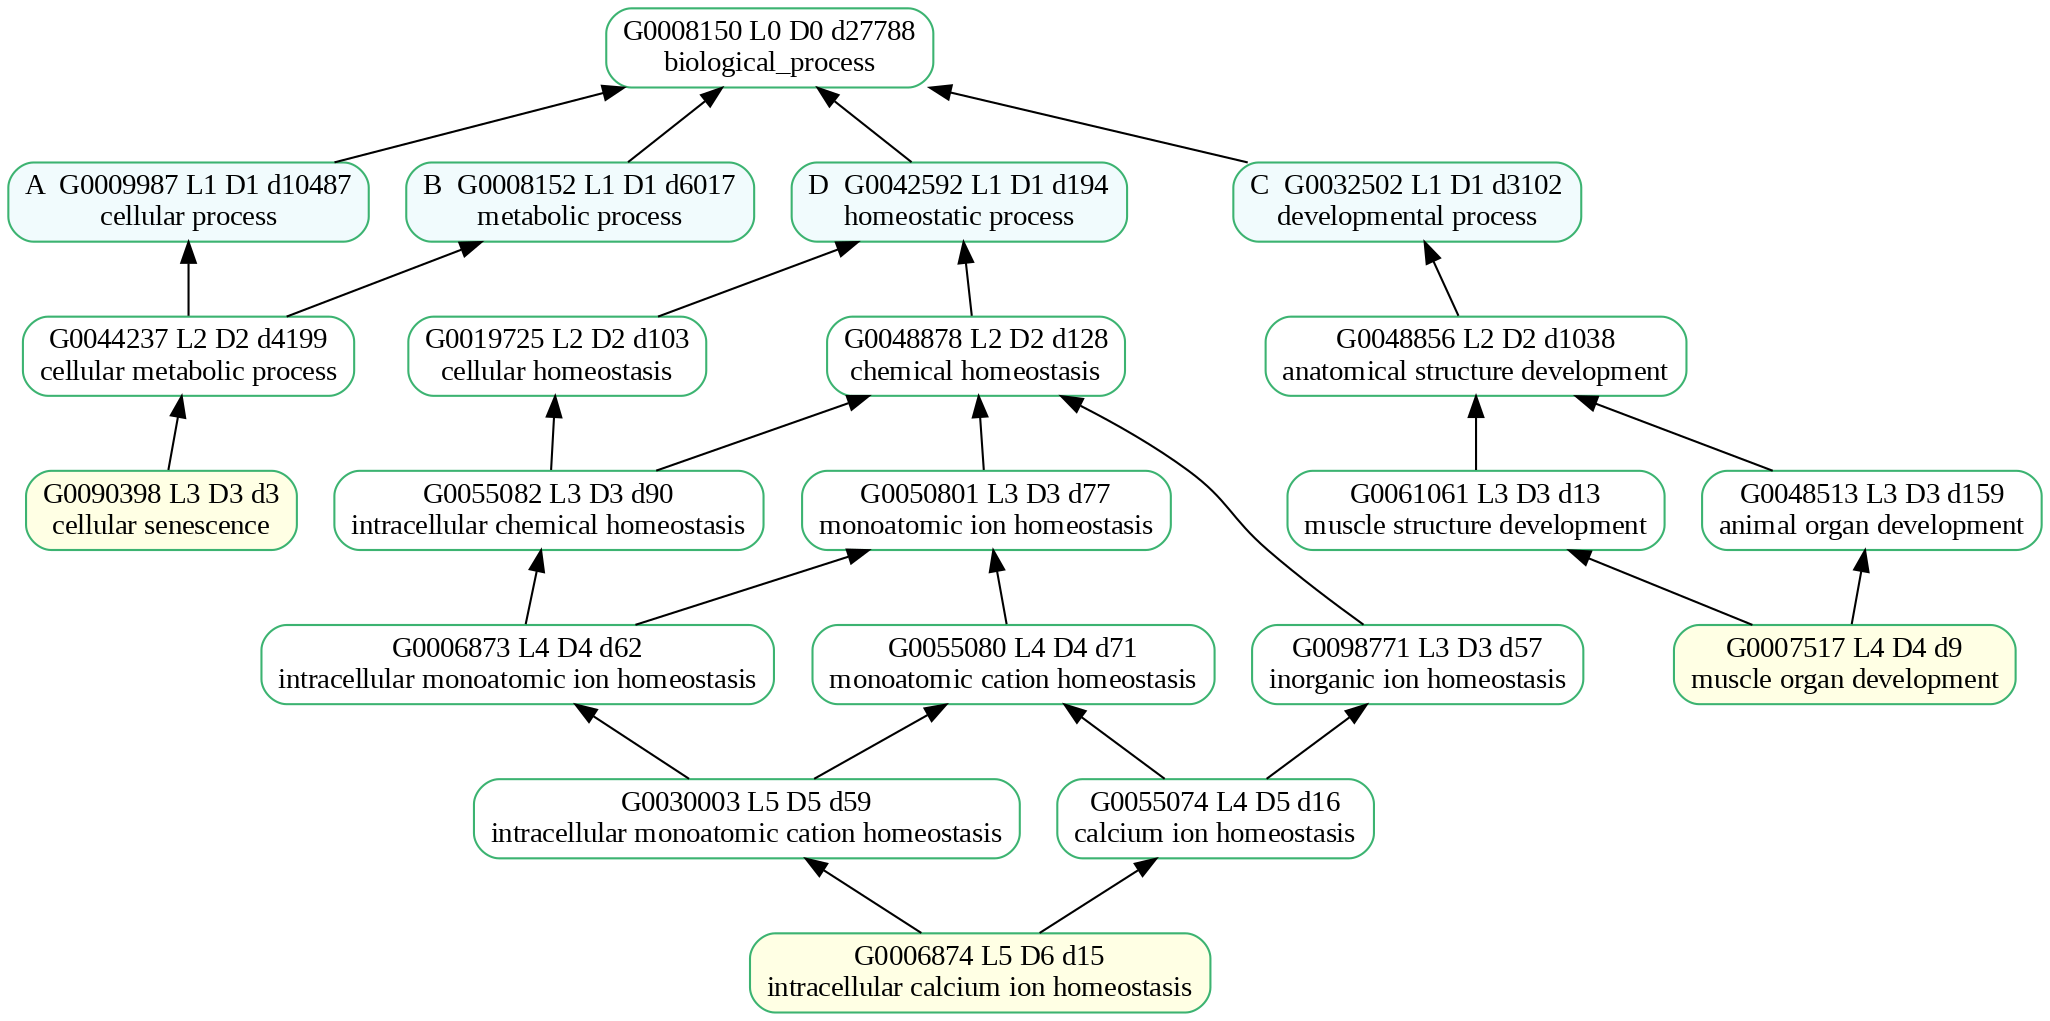 G0008150 L0 D0 d27788
biological_process
A  G0009987 L1 D1 d10487
cellular process
B  G0008152 L1 D1 d6017
metabolic process
D  G0042592 L1 D1 d194
homeostatic process
C  G0032502 L1 D1 d3102
developmental process
G0044237 L2 D2 d4199
cellular metabolic process
G0019725 L2 D2 d103
cellular homeostasis
G0048878 L2 D2 d128
chemical homeostasis
G0048856 L2 D2 d1038
anatomical structure development
G0090398 L3 D3 d3
cellular senescence
G0055082 L3 D3 d90
intracellular chemical homeostasis
G0050801 L3 D3 d77
monoatomic ion homeostasis
G0061061 L3 D3 d13
muscle structure development
G0048513 L3 D3 d159
animal organ development
G0006873 L4 D4 d62
intracellular monoatomic ion homeostasis
G0055080 L4 D4 d71
monoatomic cation homeostasis
G0098771 L3 D3 d57
inorganic ion homeostasis
G0007517 L4 D4 d9
muscle organ development
G0030003 L5 D5 d59
intracellular monoatomic cation homeostasis
G0055074 L4 D5 d16
calcium ion homeostasis
G0006874 L5 D6 d15
intracellular calcium ion homeostasis